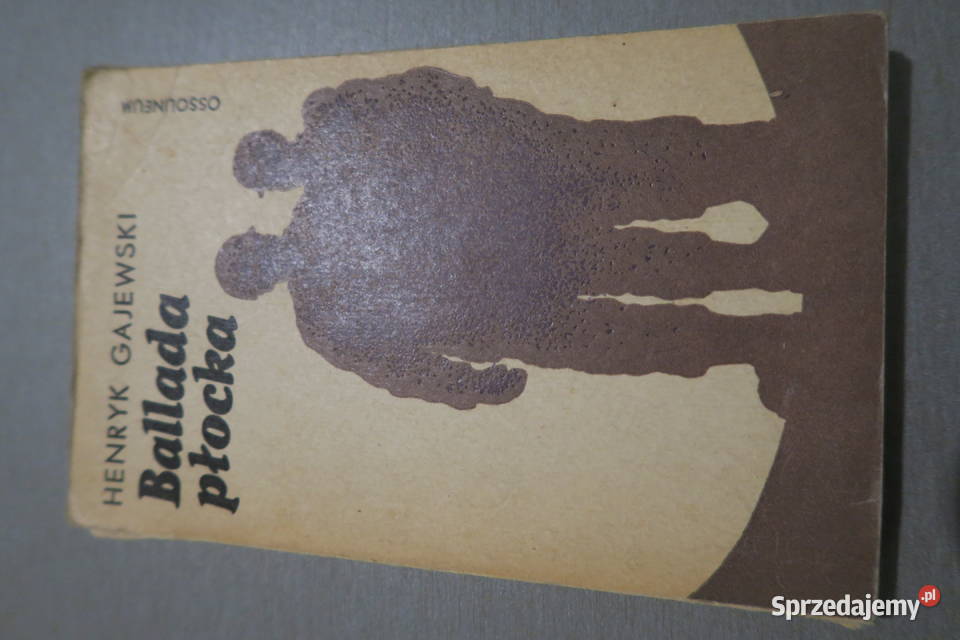 HENRYK GAJEWSKI
Ballada
płocka
OSSOLINEUM
Sprzedajemy.pl